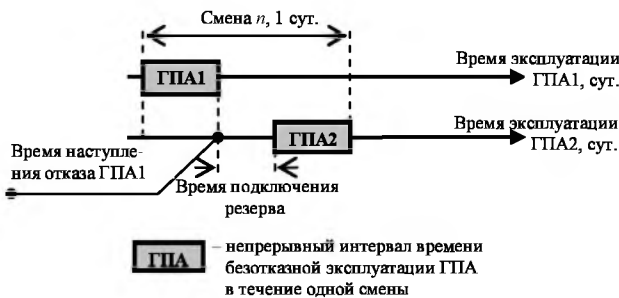 Смена n, 1 сут.
Время эксплуатации
ГПА1, сут.
ГПА1
Время эксплуатации
ГПА2, сут.
ГПА2
Время наступле-
ния отказа ГПА1
Время подключения
резерва
ГПА
– непрерывный интервал времени
безотказной эксплуатации ГПА
в течение одной смены